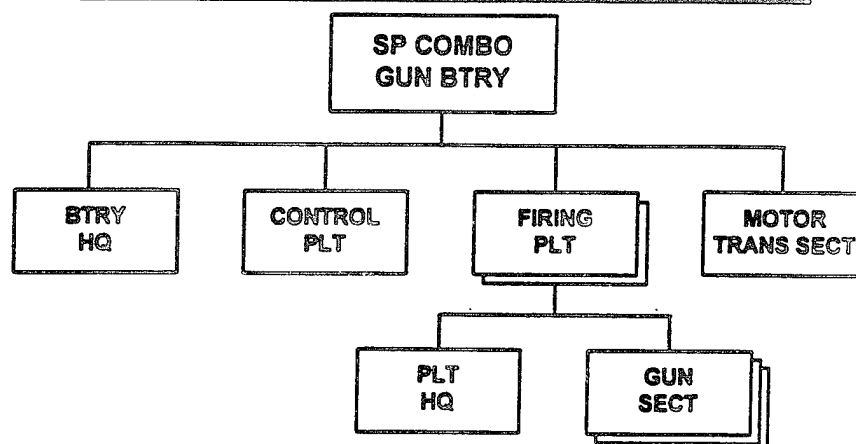 SP COMBO
GUN BTRY
BTRY
HQ
CONTROL
PLT
FIRING
PLT
MOTOR
TRANS SECT
PLT
HQ
GUN
SECT